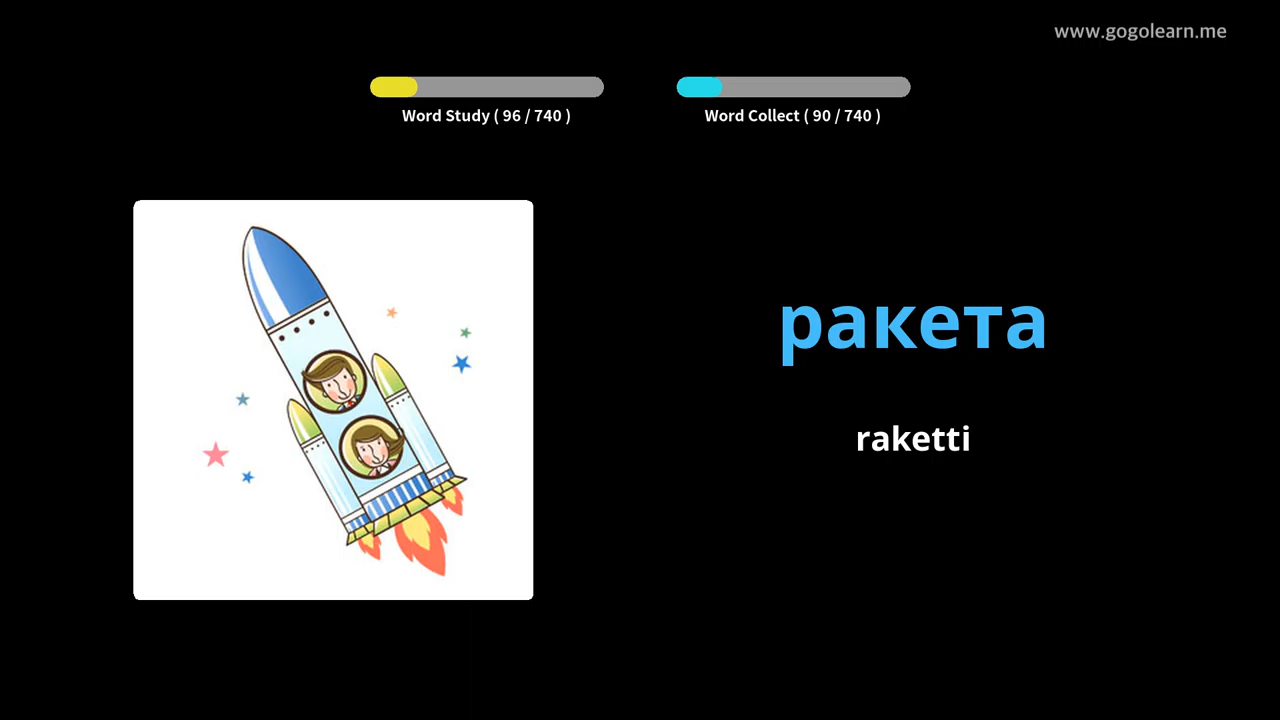 www.gogolearn.me
Word Study ( 96 / 740 )
Word Collect ( 90 / 740 )
ракета
raketti